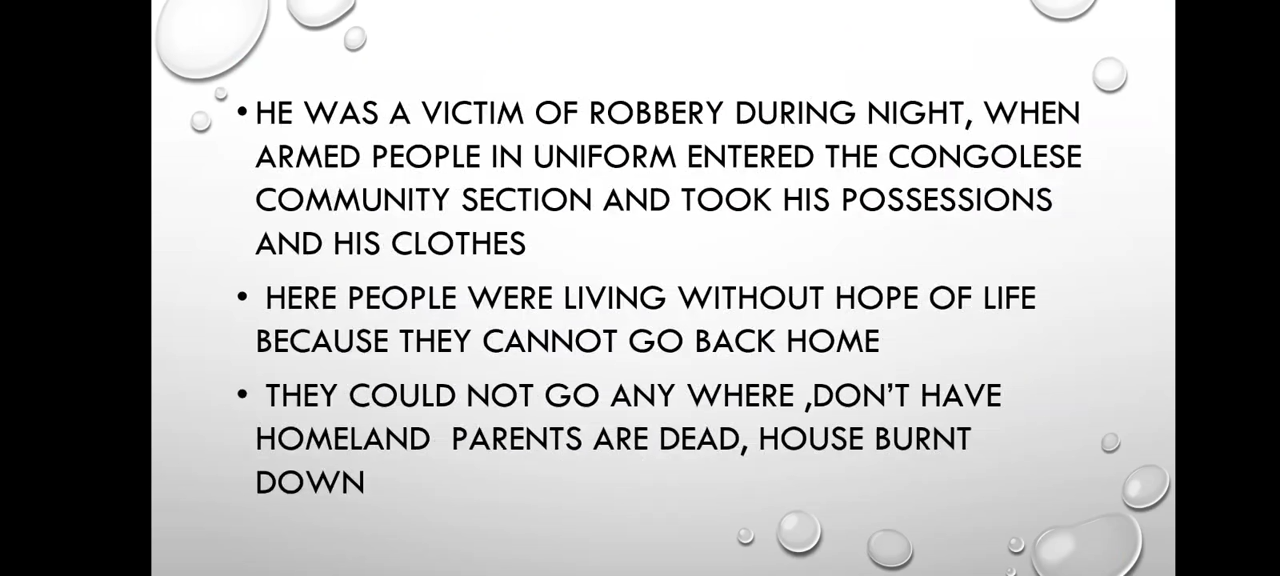 • HE WAS A VICTIM OF ROBBERY DURING NIGHT, WHEN
ARMED PEOPLE IN UNIFORM ENTERED THE CONGOLESE
COMMUNITY SECTION AND TOOK HIS POSSESSIONS
AND HIS CLOTHES
• HERE PEOPLE WERE LIVING WITHOUT HOPE OF LIFE
BECAUSE THEY CANNOT GO BACK HOME
• THEY COULD NOT GO ANY WHERE ,DON'T HAVE
HOMELAND  PARENTS ARE DEAD, HOUSE BURNT
DOWN